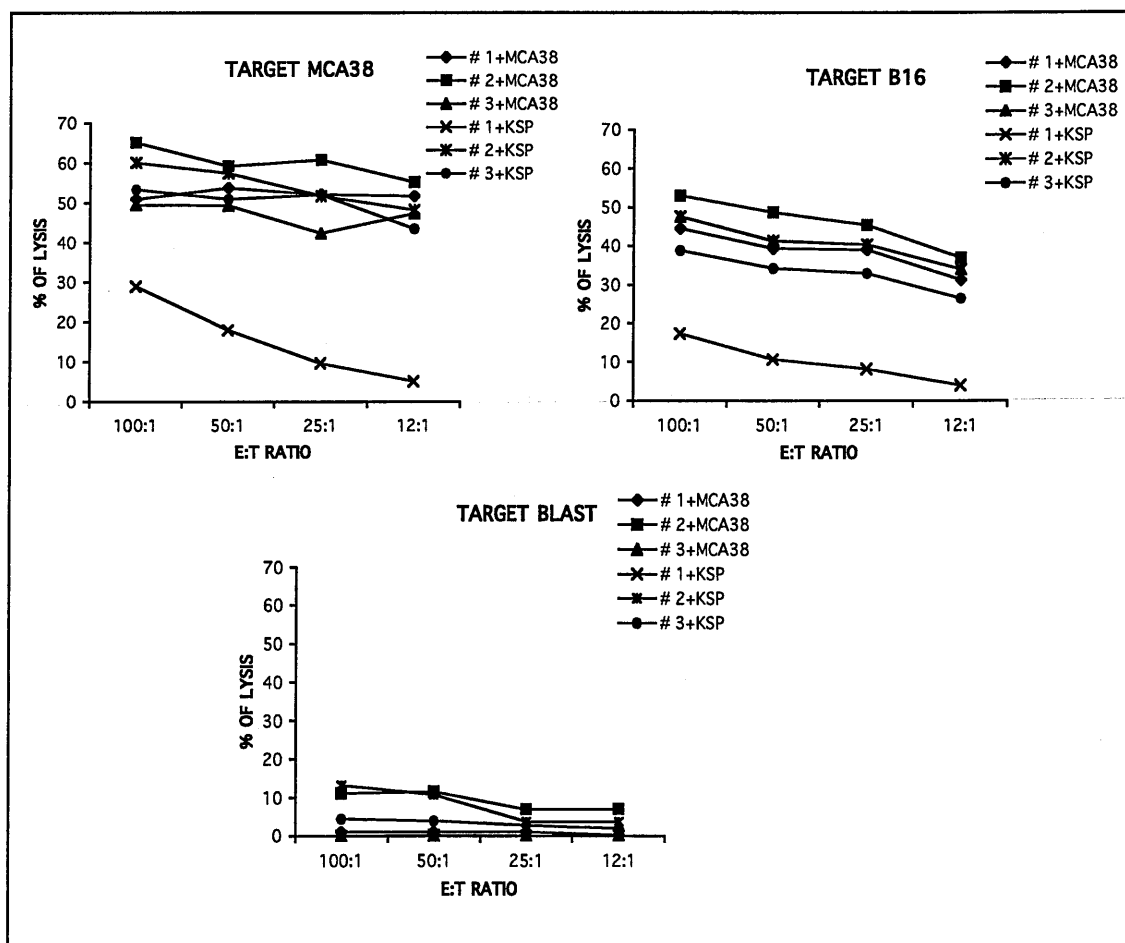 TARGET MCA38
# 1+MCA38
# 2+MCA38
# 3+MCA38
# 1+KSP
# 2+KSP
# 3+KSP
% OF LYSIS
70
60
50
40
30
20
10
0
100:1 50:1 25:1 12:1
E:T RATIO
TARGET B16
# 1+MCA38
# 2+MCA38
# 3+MCA38
# 1+KSP
# 2+KSP
# 3+KSP
% OF LYSIS
70
60
50
40
30
20
10
0
100:1 50:1 25:1 12:1
E:T RATIO
TARGET BLAST
# 1+MCA38
# 2+MCA38
# 3+MCA38
# 1+KSP
# 2+KSP
# 3+KSP
% OF LYSIS
70
60
50
40
30
20
10
0
100:1 50:1 25:1 12:1
E:T RATIO